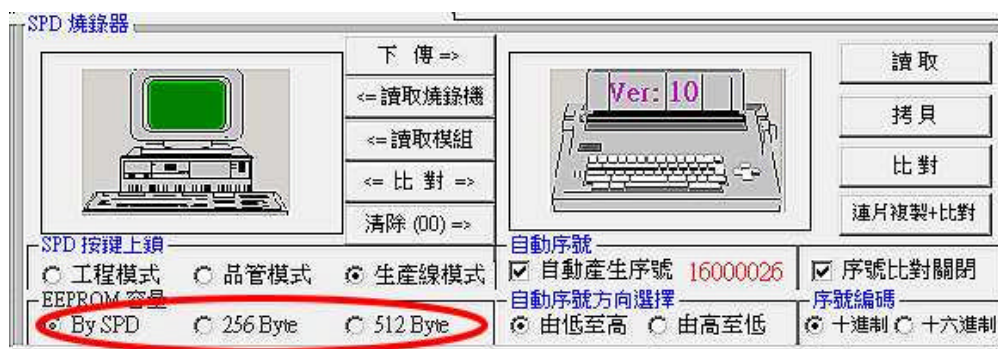 SPD 燒錄器
下 傳 =>
<= 讀取燒錄機
<= 讀取模組
<= 比 對 =>
清除 (00) =>
Ver: 10
讀 取
拷 貝
比 對
連片複製+比對
SPD 按鍵上鎖
工程模式 品管模式 生產線模式
自動序號
自動產生序號 16000026
序號比對關閉
EEPROM 容量
By SPD 256 Byte 512 Byte
自動序號方向選擇
由低至高 由高至低
序號編碼
十進制 十六進制